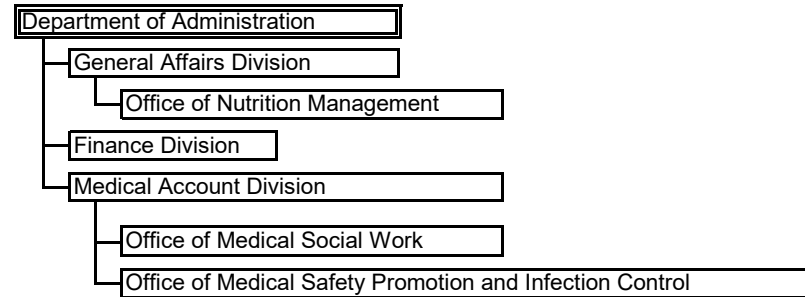 Department of Administration
General Affairs Division
Office of Nutrition Management
Finance Division
Medical Account Division
Office of Medical Social Work
Office of Medical Safety Promotion and Infection Control